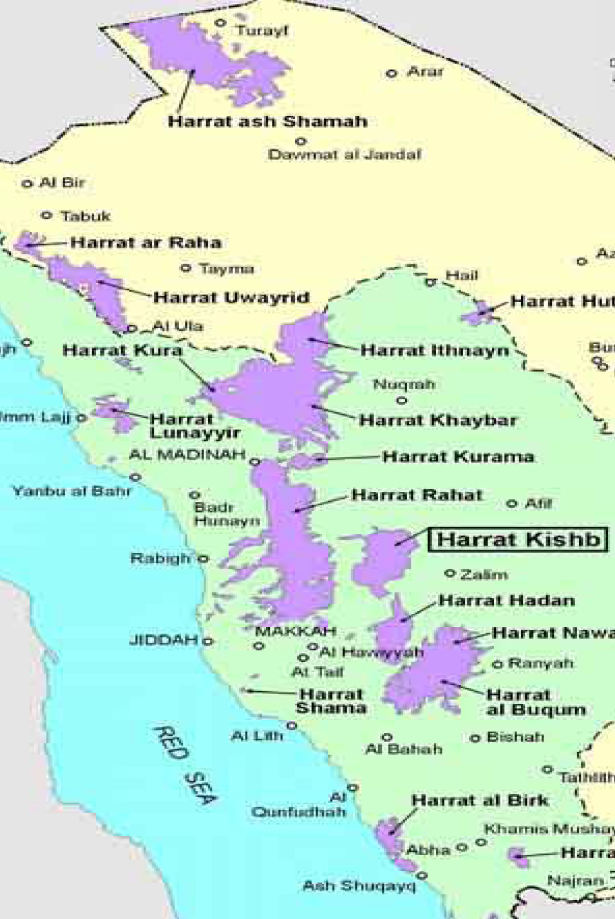 Turayf
Arar
Harrat ash Shamah
Dawmat al Jandal
Al Bir
Tabuk
Harrat ar Raha
Tayma
Hail
Harrat Uwayrid
Harrat Hut
Al Ula
Harrat Kura
Harrat Ithnayn
Nuqrah
Umm Lajj
Harrat
Lunayyir
Harrat Khaybar
AL MADINAH
Harrat Kurama
Yanbu al Bahr
Harrat Rahat
Badr
Hunayn
Afif
Harrat Kishb
Rabigh
Zalim
Harrat Hadan
MAKKAH
Harrat Nawa
JIDDAH
Al Hawiyyah
Ranyah
At Taif
Harrat
Shama
Harrat
al Buqum
Al Lith
Al Bahah
Bishah
RED SEA
Tathlith
Al
Qunfudhah
Harrat al Birk
Khamis Mushay
Abha
Harra
Ash Shuqayq
Najran